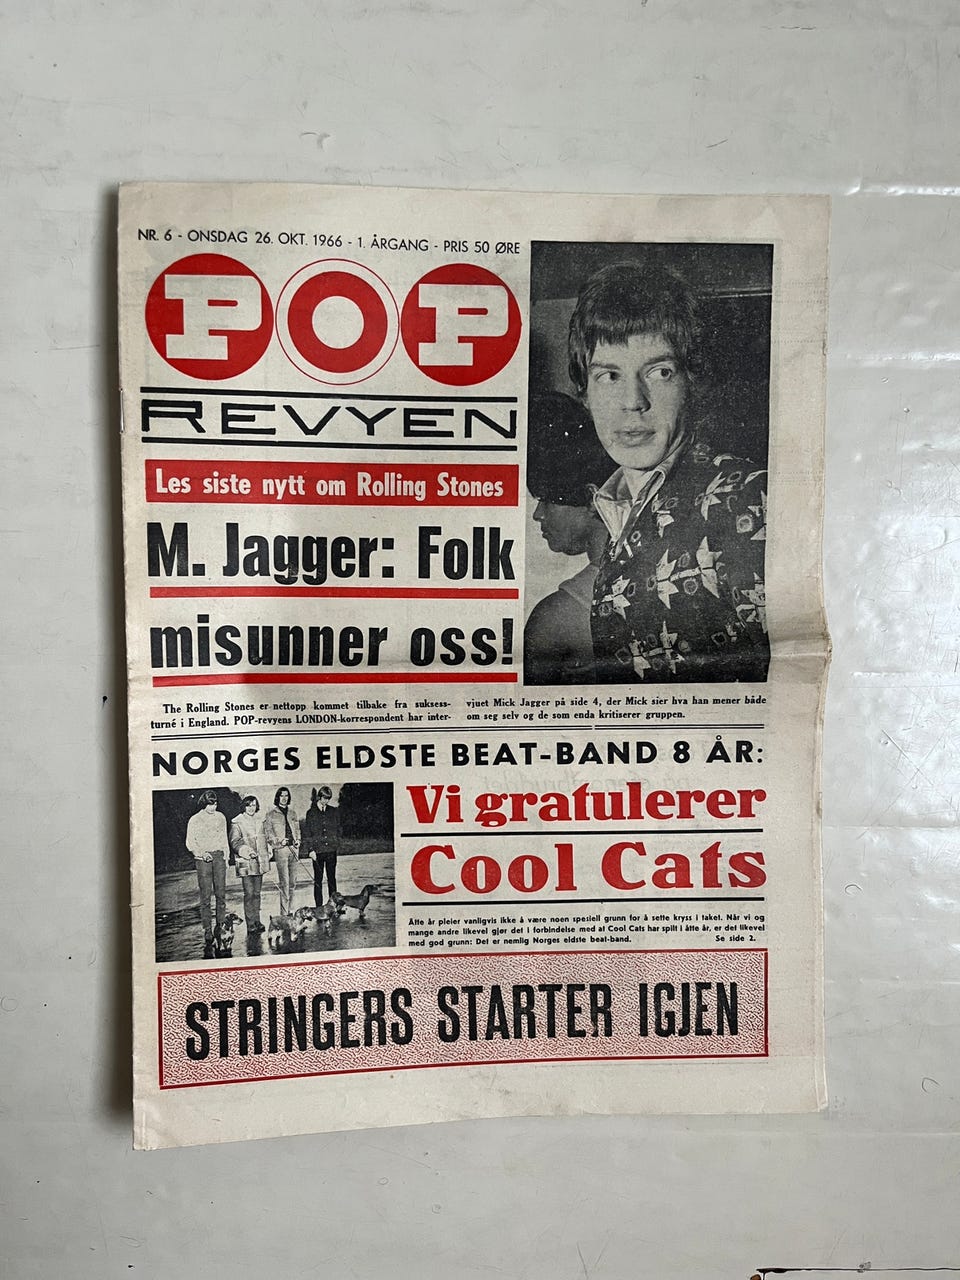 NR. 6 - ONSDAG 26. OKT. 1966 - 1. ÅRGANG - PRIS 50 ØRE
POP
REVYEN
Les siste nytt om Rolling Stones
M. Jagger: Folk
misunner oss!
The Rolling Stones er nettopp kommet tilbake fra suksess-
turné i England. POP-revyens LONDON-korrespondent har inter-
vjuet Mick Jagger på side 4, der Mick sier hva han mener både
om seg selv og de som enda kritiserer gruppen.
NORGES ELDSTE BEAT-BAND 8 ÅR:
Vi gratulerer
Cool Cats
Åtte år pleier vanligvis ikke å være noen spesiell grunn for å sette kryss i taket. Når vi og
mange andre likevel gjør det i forbindelse med at Cool Cats har spilt i åtte år, er det likevel
med god grunn: Det er nemlig Norges eldste beat-band. Se side 2.
STRINGERS STARTER IGJEN